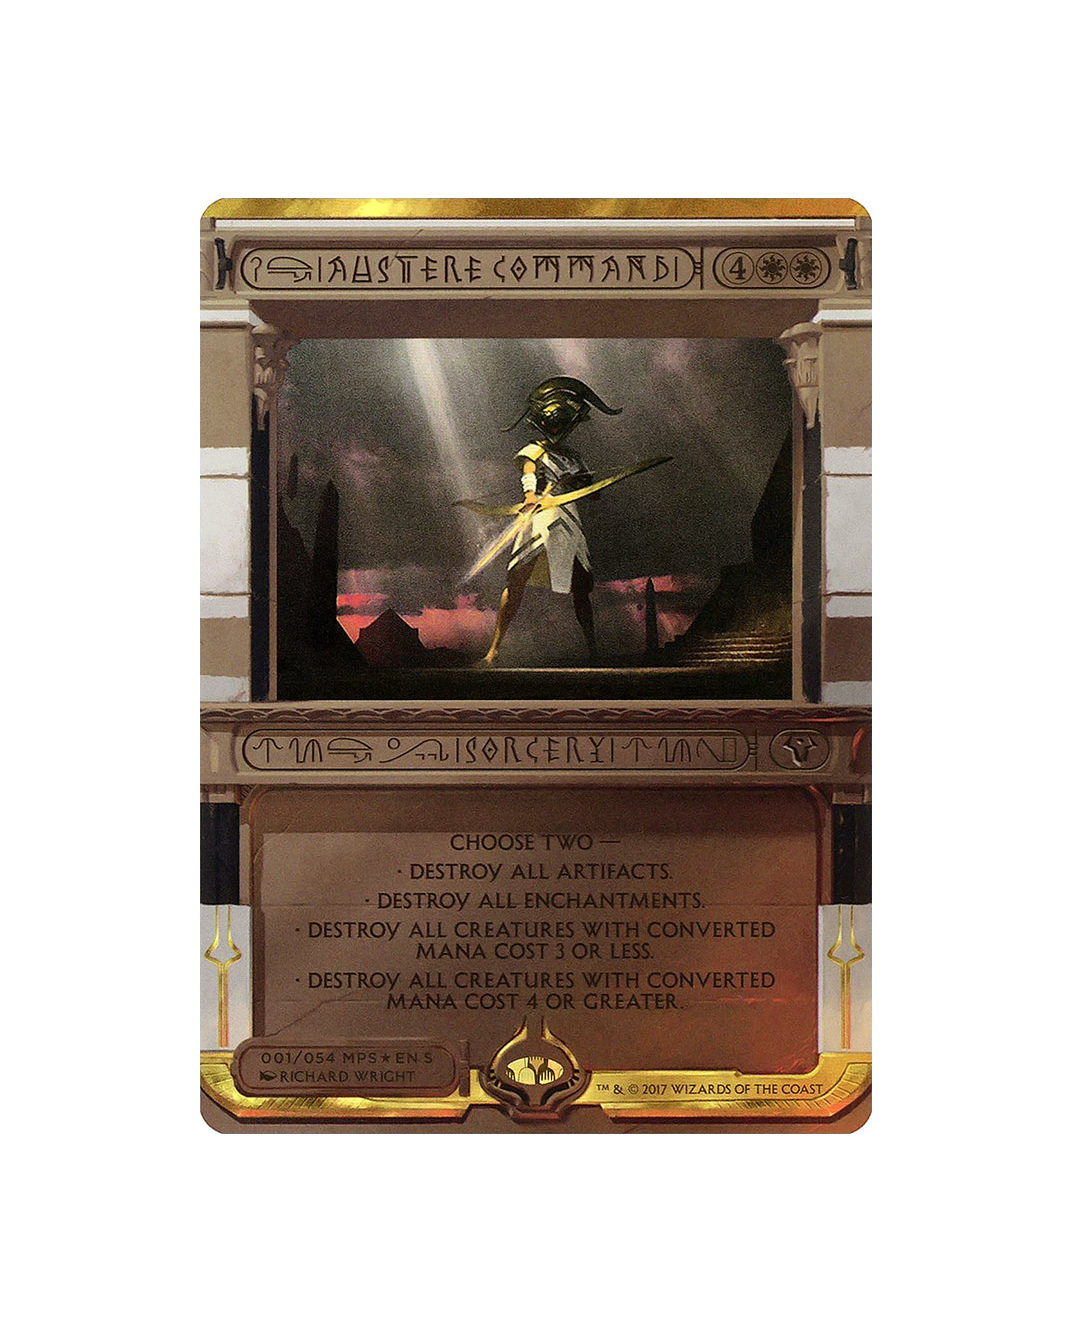 AUSTERE COMMAND 4
SORCERY
CHOOSE TWO —
· DESTROY ALL ARTIFACTS.
· DESTROY ALL ENCHANTMENTS.
· DESTROY ALL CREATURES WITH CONVERTED
MANA COST 3 OR LESS.
· DESTROY ALL CREATURES WITH CONVERTED
MANA COST 4 OR GREATER.
001/054 MPS★EN S
RICHARD WRIGHT
™ & © 2017 WIZARDS OF THE COAST